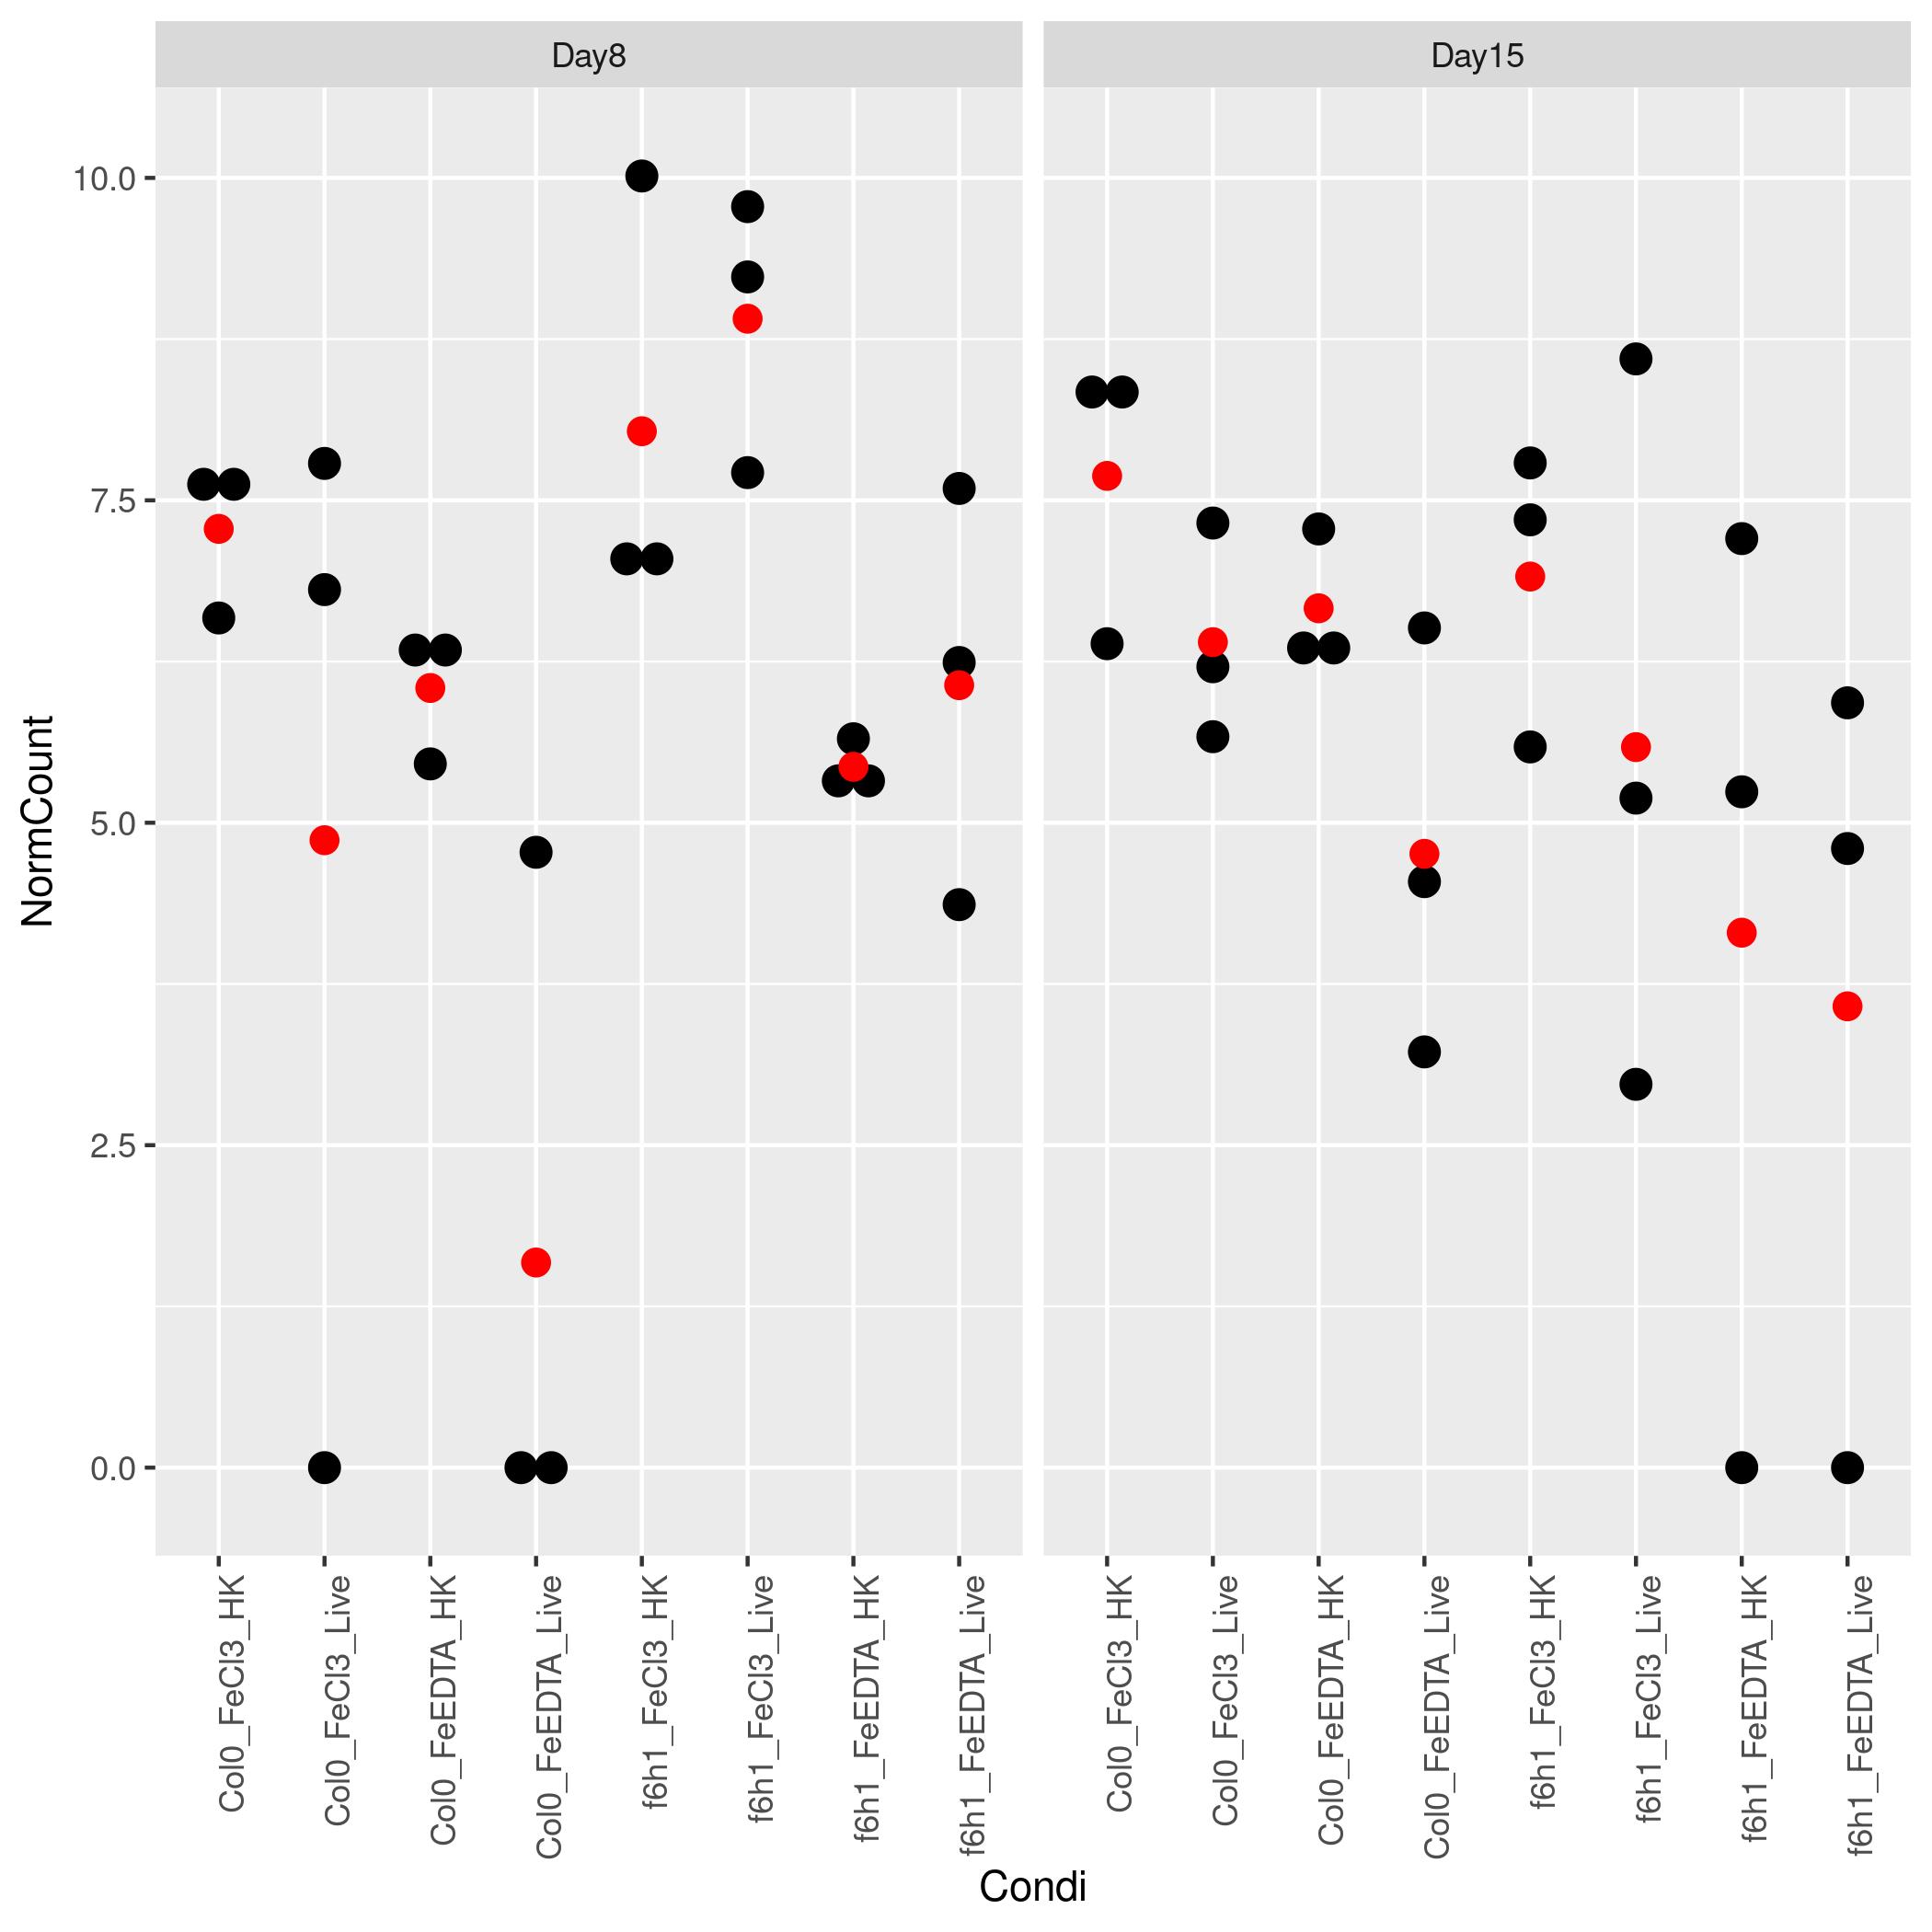 Day8
Day15
10.0
7.5
5.0
2.5
0.0
NormCount
Col0_FeCl3_HK
Col0_FeCl3_Live
Col0_FeEDTA_HK
Col0_FeEDTA_Live
f6h1_FeCl3_HK
f6h1_FeCl3_Live
f6h1_FeEDTA_HK
f6h1_FeEDTA_Live
Col0_FeCl3_HK
Col0_FeCl3_Live
Col0_FeEDTA_HK
Col0_FeEDTA_Live
f6h1_FeCl3_HK
f6h1_FeCl3_Live
f6h1_FeEDTA_HK
f6h1_FeEDTA_Live
Condi